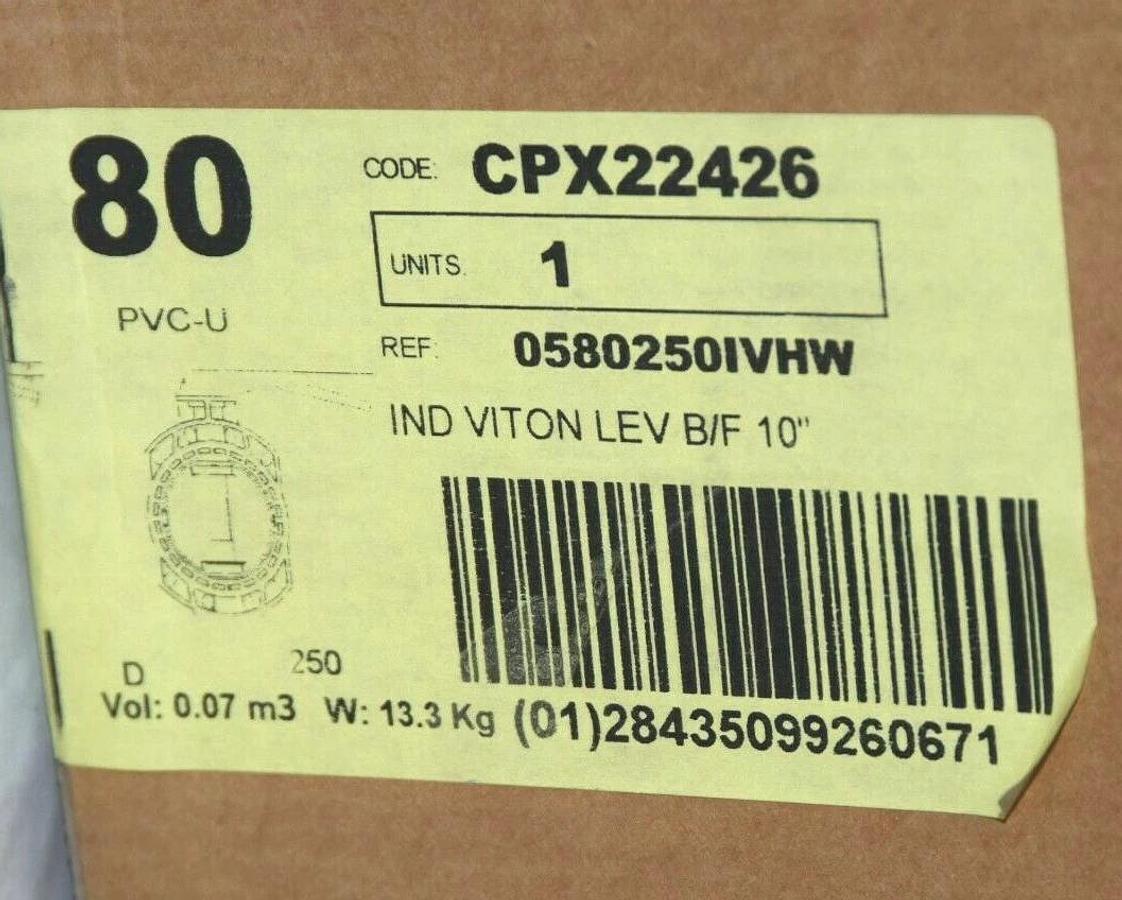 80
PVC-U
CODE: CPX22426
UNITS. 1
REF: 0580250IVHW
IND VITON LEV B/F 10"
D 250
Vol: 0.07 m3 W: 13.3 Kg
(01)28435099260671